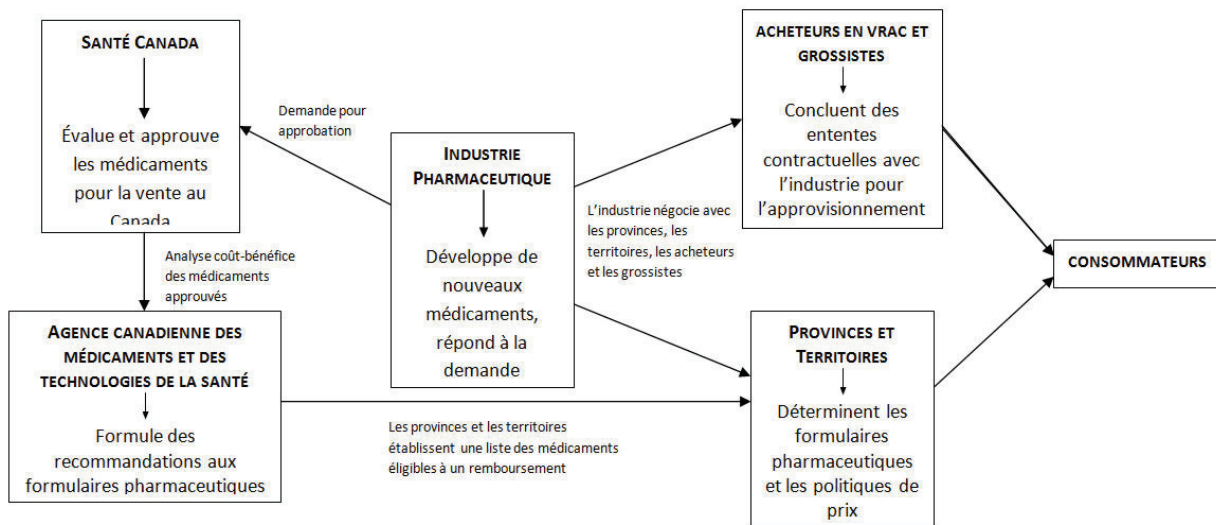 SANTÉ CANADA
Évalue et approuve
les médicaments
pour la vente au
Canada
Demande pour
approbation
INDUSTRIE
PHARMACEUTIQUE
Développe de
nouveaux
médicaments,
répond à la
demande
ACHETEURS EN VRAC ET
GROSSISTES
Concluent des
ententes
contractuelles avec
l'industrie pour
l'approvisionnement
L'industrie négocie avec
les provinces, les
territoires, les acheteurs
et les grossistes
CONSOMMATEURS
Analyse coût-bénéfice
des médicaments
approuvés
AGENCE CANADIENNE DES
MÉDICAMENTS ET DES
TECHNOLOGIES DE LA SANTÉ
Formule des
recommandations aux
formulaires pharmaceutiques
Les provinces et les territoires
établissent une liste des médicaments
éligibles à un remboursement
PROVINCES ET
TERRITOIRES
Déterminent les
formulaires
pharmaceutiques
et les politiques de
prix